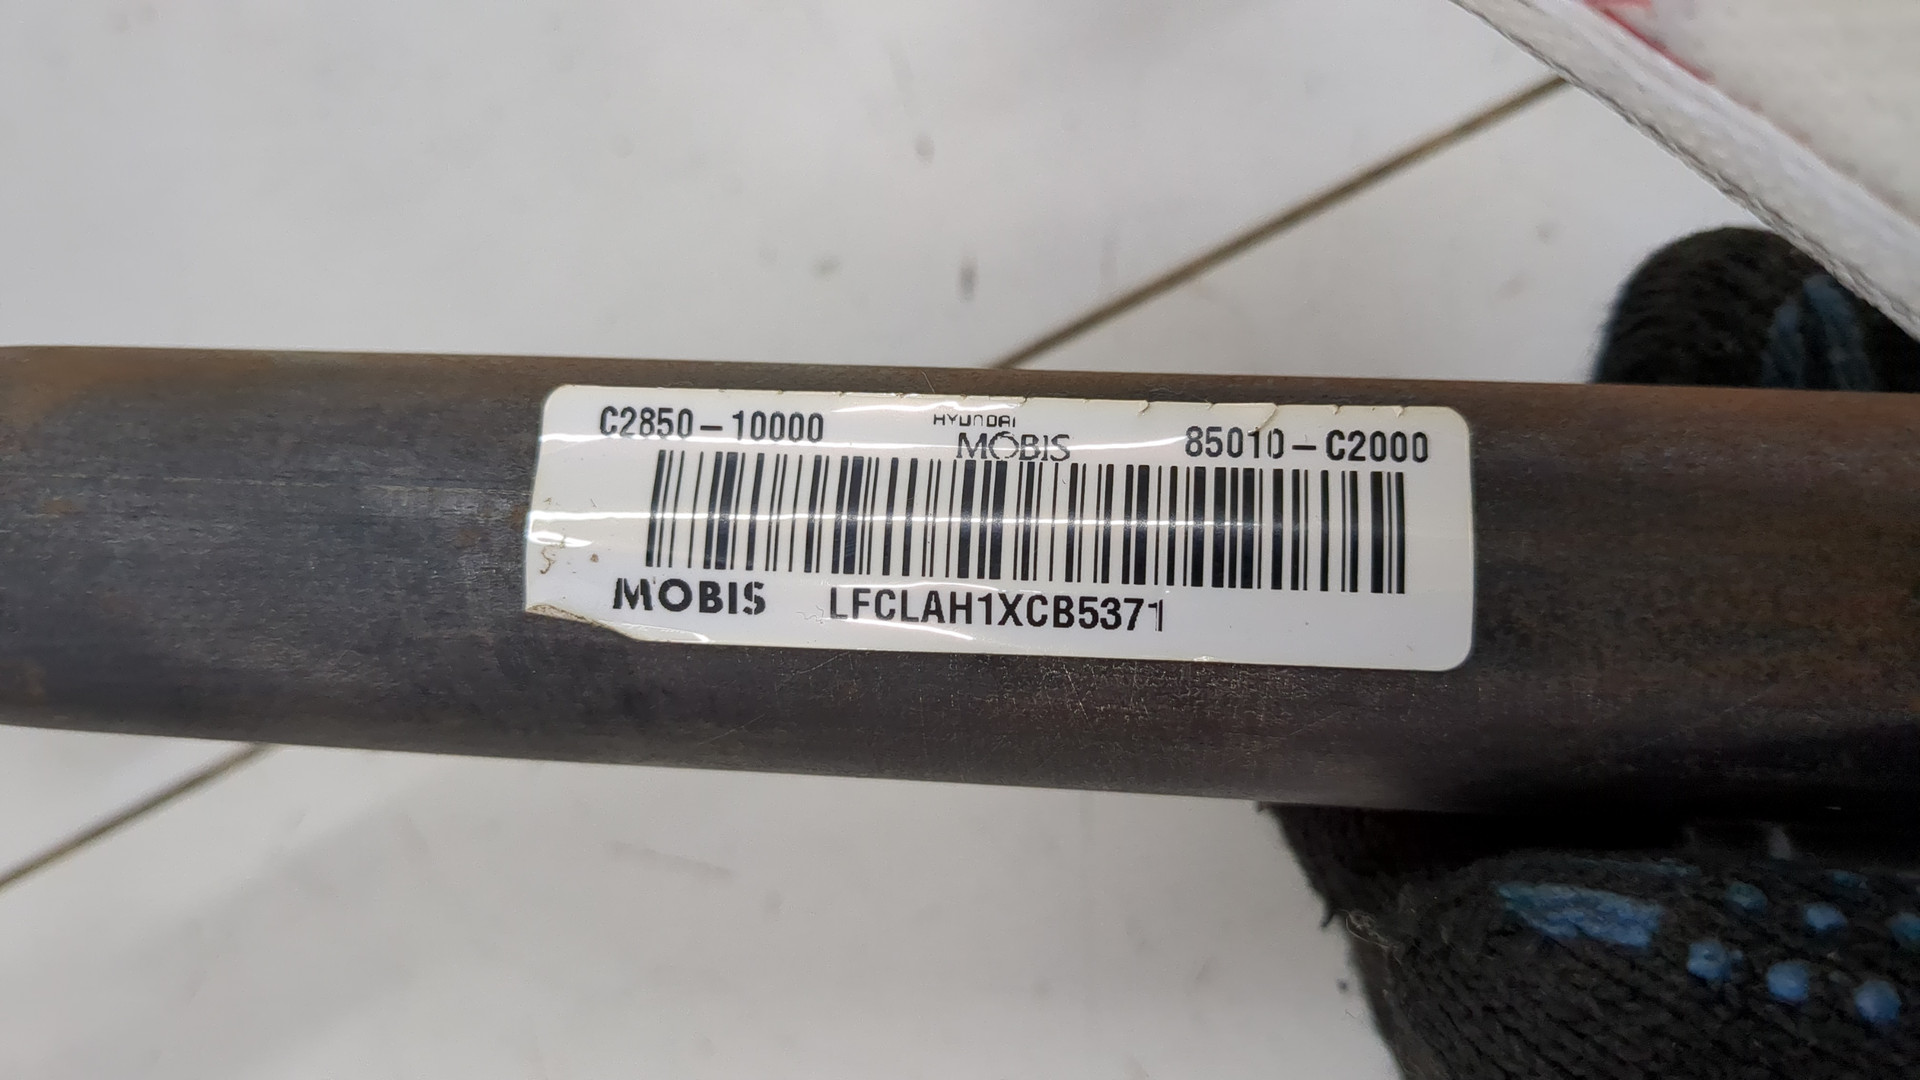 C2850-10000 HYUNDAI MOBIS 85010-C2000
MOBIS LFCLAH1XCB5371